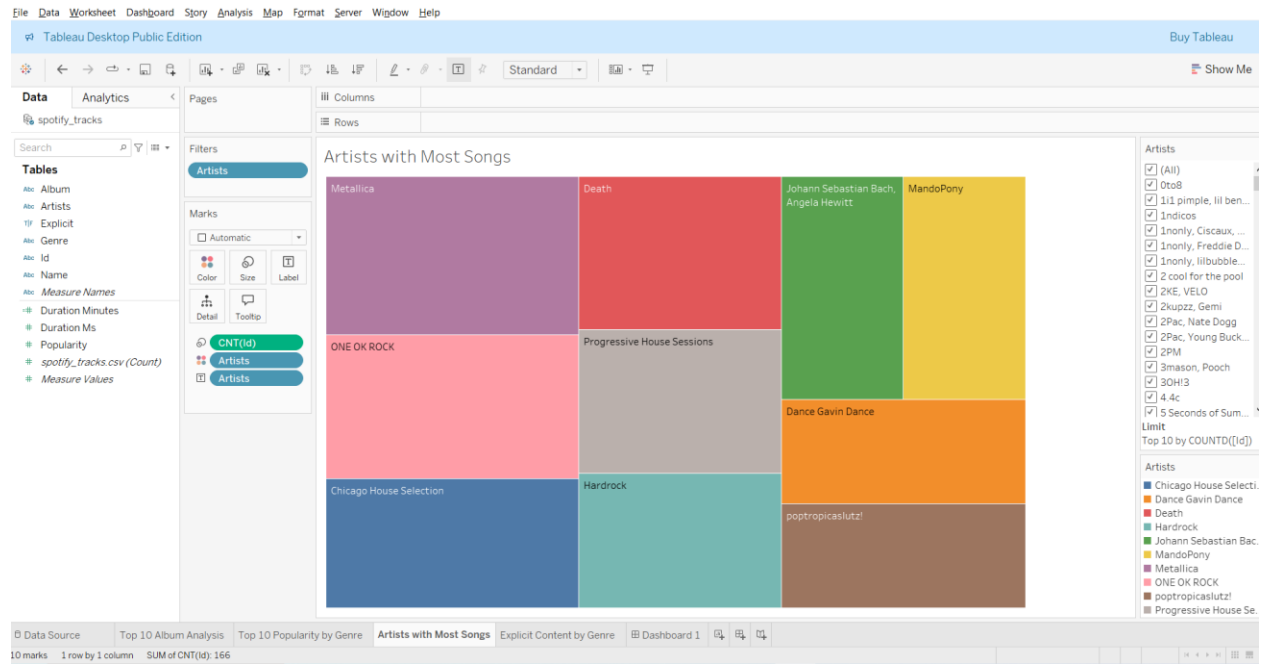 File Data Worksheet Dashboard Story Analysis Map Format Server Window Help
Tableau Desktop Public Edition Buy Tableau
Standard Show Me
Data Analytics
spotify_tracks
Search
Tables
Abc Album
Abc Artists
T|F Explicit
Abc Genre
Abc Id
Abc Name
Abc Measure Names
=# Duration Minutes
# Duration Ms
# Popularity
# spotify_tracks.csv (Count)
# Measure Values
Pages
Filters
Artists
Marks
Automatic
Color Size Label
Detail Tooltip
CNT(Id)
Artists
Artists
Columns
Rows
Artists with Most Songs
Metallica
ONE OK ROCK
Chicago House Selection
Death
Progressive House Sessions
Hardrock
Johann Sebastian Bach,
Angela Hewitt
MandoPony
Dance Gavin Dance
poptropicaslutz!
Artists
(All)
0to8
1i1 pimple, lil ben...
1ndicos
1nonly, Ciscaux, ...
1nonly, Freddie D...
1nonly, lilbubble...
2 cool for the pool
2KE, VELO
2kupzz, Gemi
2Pac, Nate Dogg
2Pac, Young Buck...
2PM
3mason, Pooch
3OH!3
4.4c
5 Seconds of Sum...
Limit
Top 10 by COUNTD([Id])
Artists
Chicago House Selecti.
Dance Gavin Dance
Death
Hardrock
Johann Sebastian Bac.
MandoPony
Metallica
ONE OK ROCK
poptropicaslutz!
Progressive House Se.
Data Source Top 10 Album Analysis Top 10 Popularity by Genre Artists with Most Songs Explicit Content by Genre Dashboard 1
10 marks 1 row by 1 column SUM of CNT(Id): 166